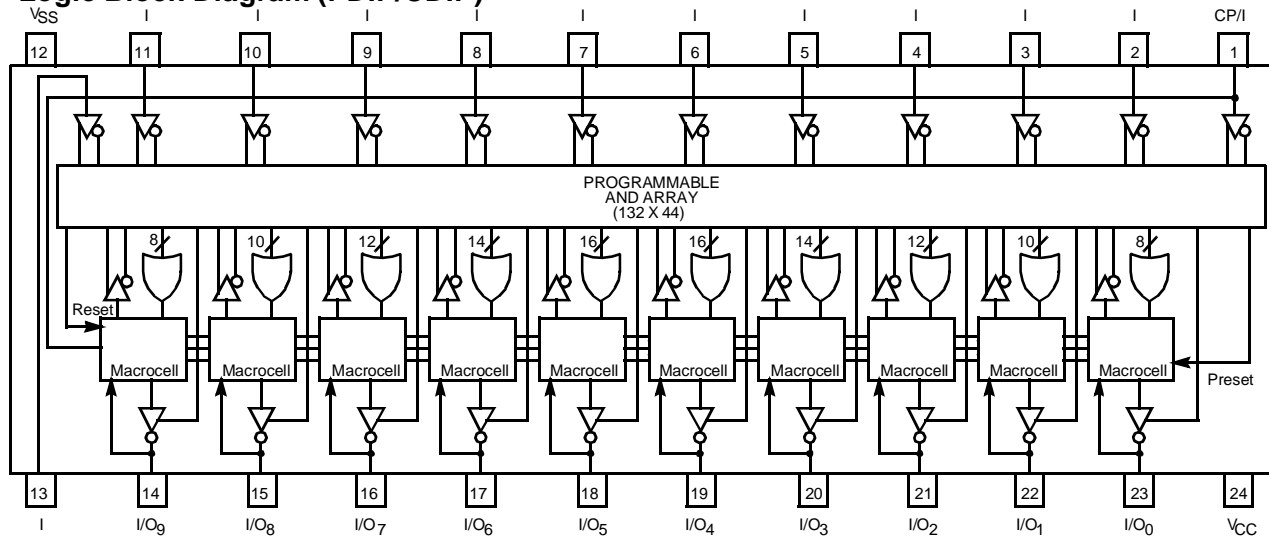 Logic Block Diagram (PDIP/CDIP)
VSS I I I I I I I I I I CP/I
12 11 10 9 8 7 6 5 4 3 2 1
PROGRAMMABLE
AND ARRAY
(132 X 44)
8 10 12 14 16 16 14 12 10 8
Reset
Macrocell Macrocell Macrocell Macrocell Macrocell Macrocell Macrocell Macrocell Macrocell Macrocell
Preset
13 14 15 16 17 18 19 20 21 22 23 24
I I/O9 I/O8 I/O7 I/O6 I/O5 I/O4 I/O3 I/O2 I/O1 I/O0 VCC